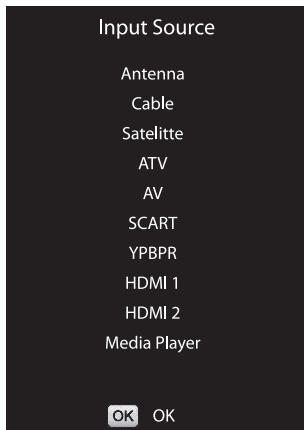 Input Source
Antenna
Cable
Satelitte
ATV
AV
SCART
YPBPR
HDMI 1
HDMI 2
Media Player
OK OK